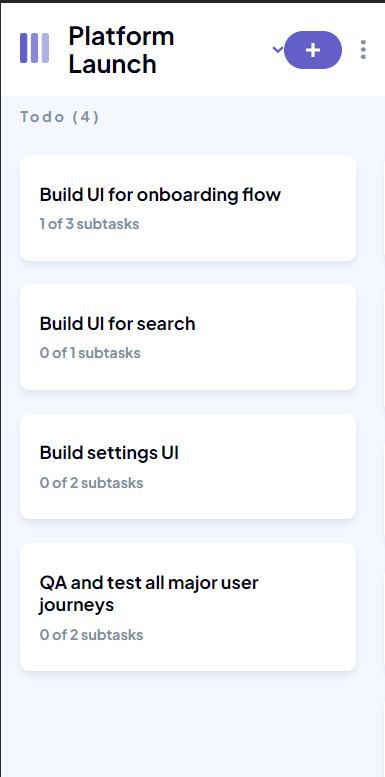 Platform
Launch
Todo (4)
Build UI for onboarding flow
1 of 3 subtasks
Build UI for search
0 of 1 subtasks
Build settings UI
0 of 2 subtasks
QA and test all major user
journeys
0 of 2 subtasks